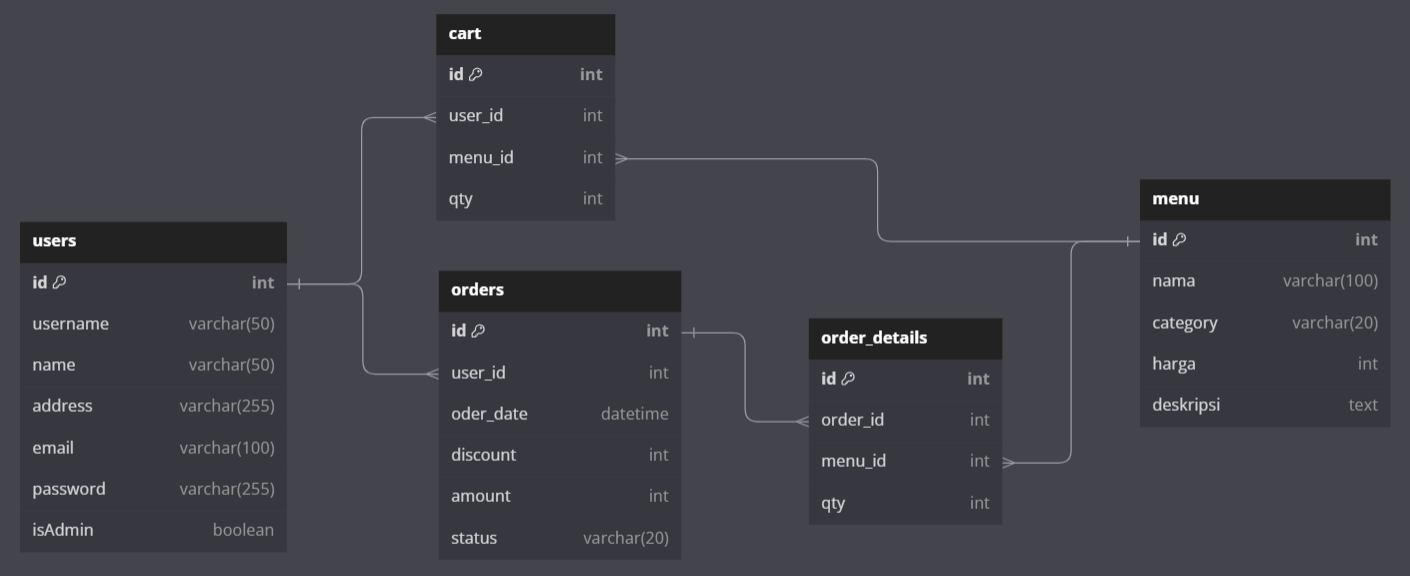 cart
id int
user_id int
menu_id int
qty int
users
id int
username varchar(50)
name varchar(50)
address varchar(255)
email varchar(100)
password varchar(255)
isAdmin boolean
orders
id int
user_id int
oder_date datetime
discount int
amount int
status varchar(20)
order_details
id int
order_id int
menu_id int
qty int
menu
id int
nama varchar(100)
category varchar(20)
harga int
deskripsi text